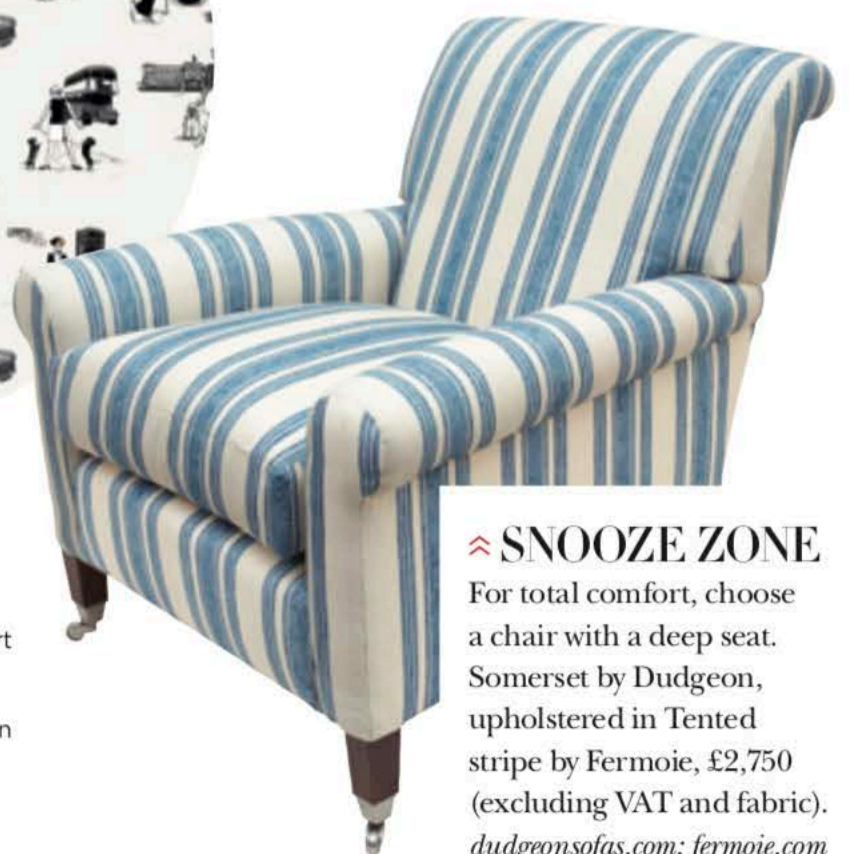 SNOOZE ZONE
For total comfort, choose
a chair with a deep seat.
Somerset by Dudgeon,
upholstered in Tented
stripe by Fermoie, £2,750
(excluding VAT and fabric).
dudgeonsofas.com; fermoie.com